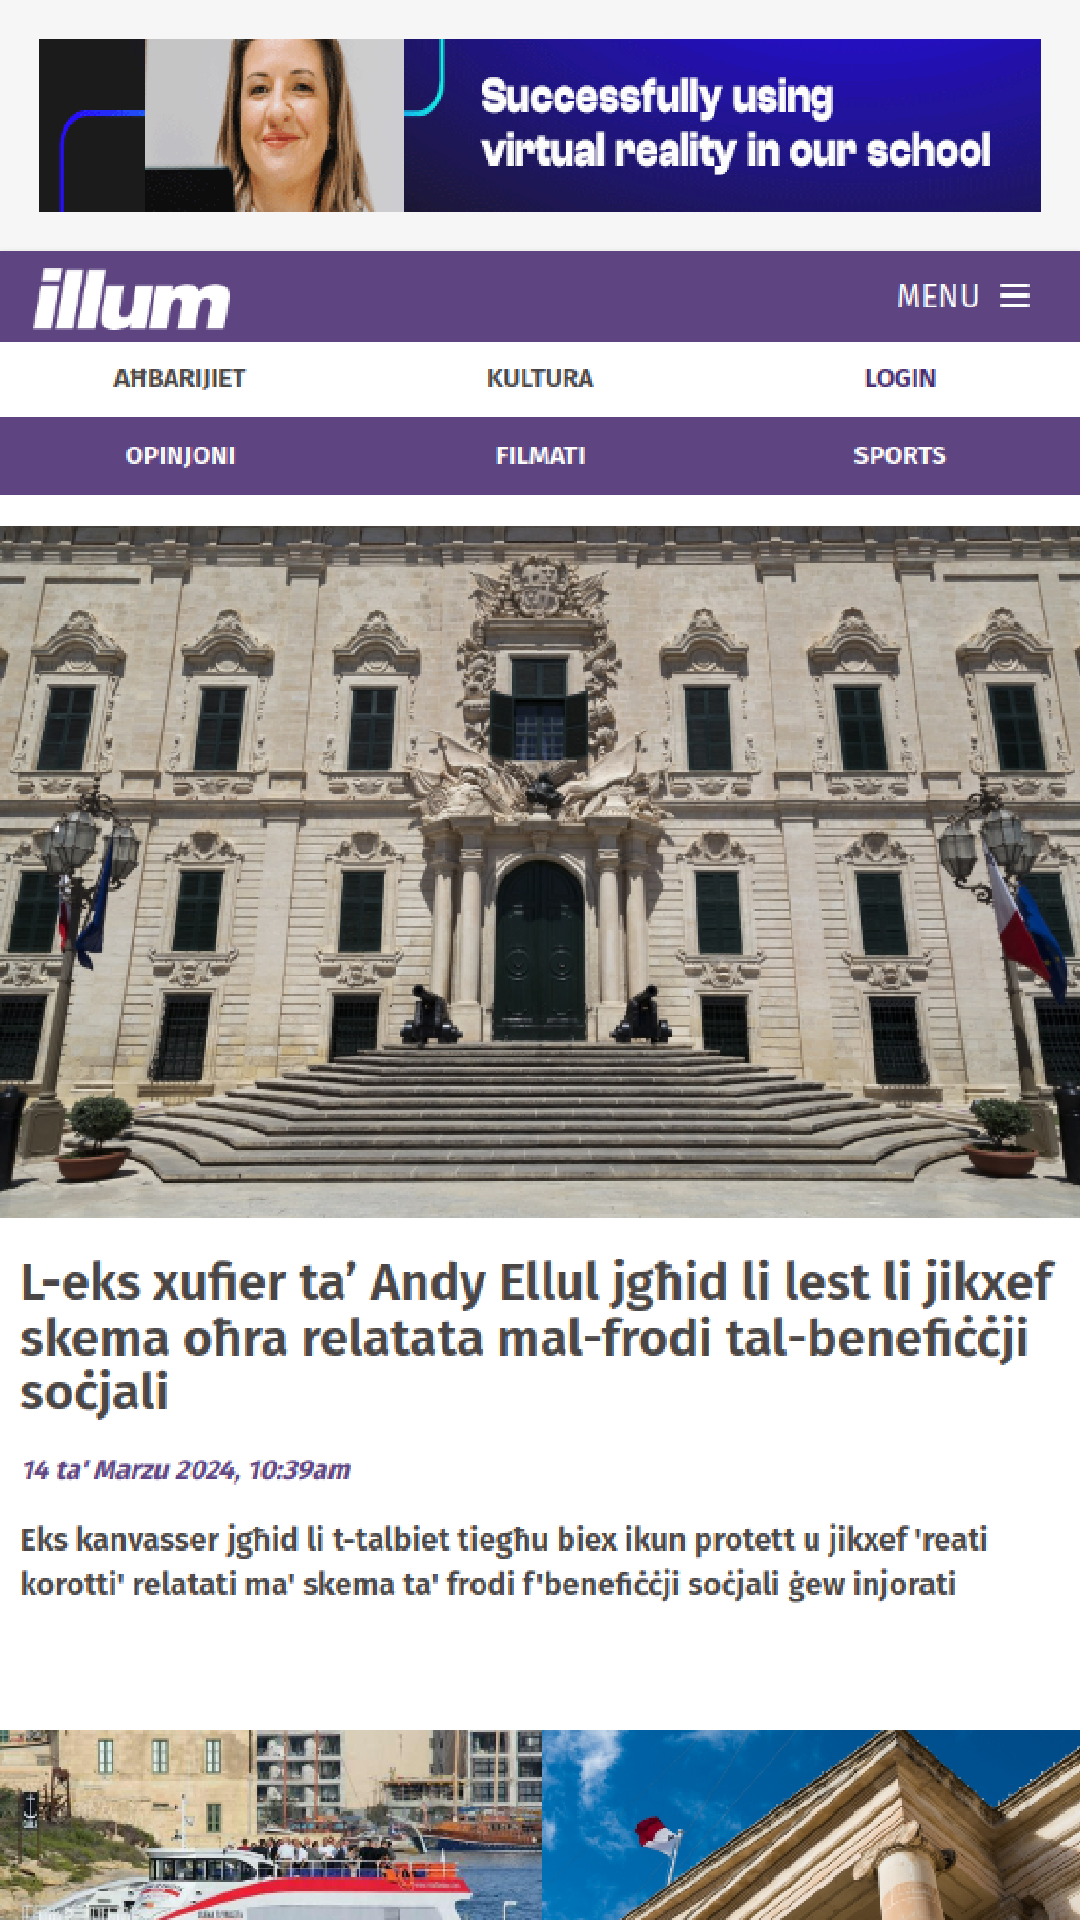 Successfully using
virtual reality in our school
illum
MENU
AĦBARIJIET
KULTURA
LOGIN
OPINJONI
FILMATI
SPORTS
L-eks xufier ta’ Andy Ellul jgħid li lest li jikxef
skema oħra relatata mal-frodi tal-benefiċċji
soċjali
14 ta' Marzu 2024, 10:39am
Eks kanvasser jgħid li t-talbiet tiegħu biex ikun protett u jikxef 'reati
korotti' relatati ma' skema ta' frodi f'benefiċċji soċjali ġew injorati